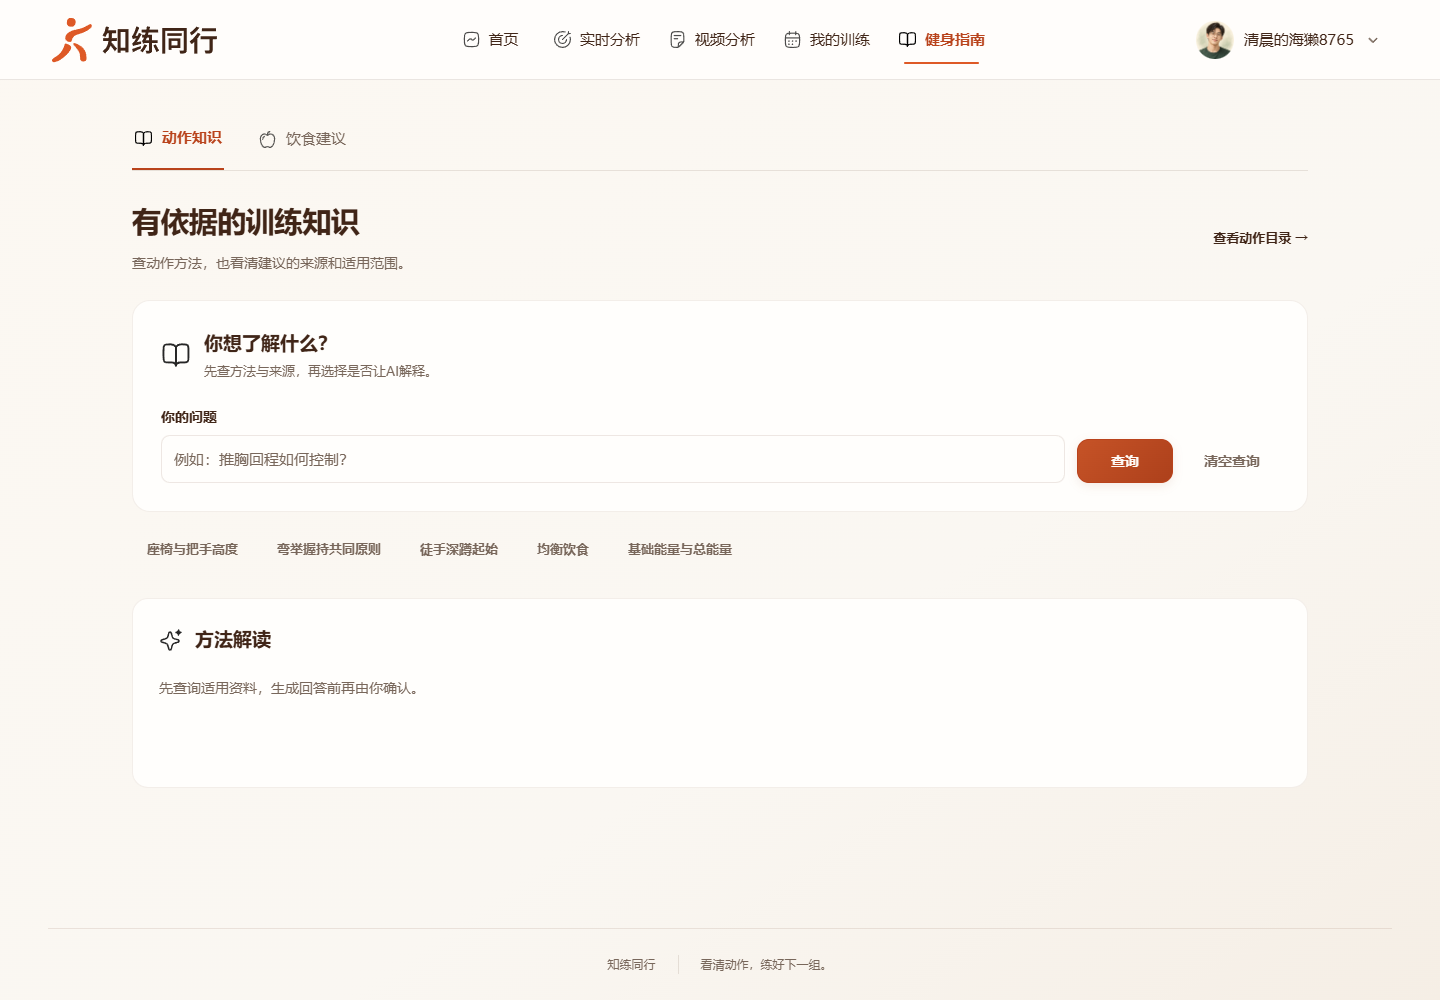 知练同行
首页
实时分析
视频分析
我的训练
健身指南
清晨的海獭8765
动作知识
饮食建议
有依据的训练知识
查看动作目录 →
查动作方法，也看清建议的来源和适用范围。
你想了解什么？
先查方法与来源，再选择是否让AI解释。
你的问题
例如：推胸回程如何控制？
查询
清空查询
座椅与把手高度
弯举握持共同原则
徒手深蹲起始
均衡饮食
基础能量与总能量
方法解读
先查询适用资料，生成回答前再由你确认。
知练同行
看清动作，练好下一组。